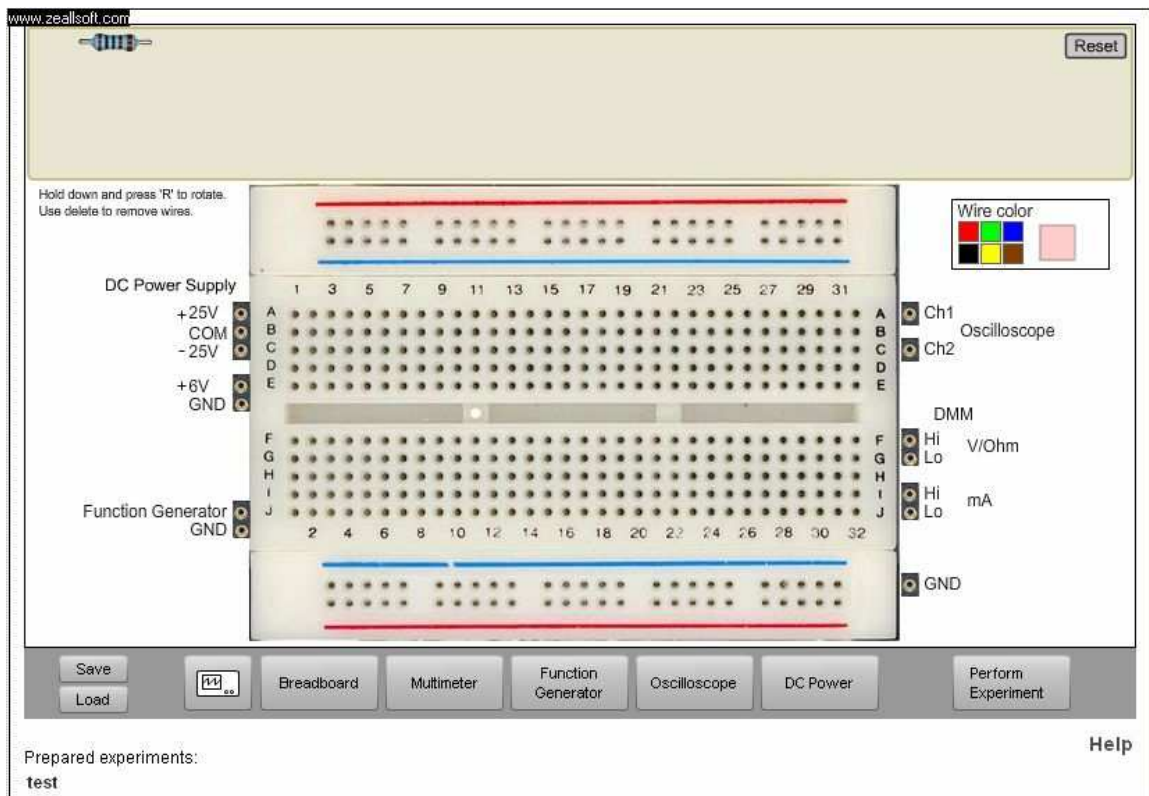 www.zeallsoft.com
Reset
Hold down and press 'R' to rotate.
Use delete to remove wires.
Wire color
DC Power Supply
+25V
COM
-25V
+6V
GND
Function Generator
GND
1 3 5 7 9 11 13 15 17 19 21 23 25 27 29 31
A A
B B
C C
D D
E E
F F
G G
H H
I I
J J
2 4 6 8 10 12 14 16 18 20 22 24 26 28 30 32
Ch1
Oscilloscope
Ch2
DMM
Hi
V/Ohm
Lo
Hi
mA
Lo
GND
Save
Load
Breadboard
Multimeter
Function
Generator
Oscilloscope
DC Power
Perform
Experiment
Help
Prepared experiments:
test